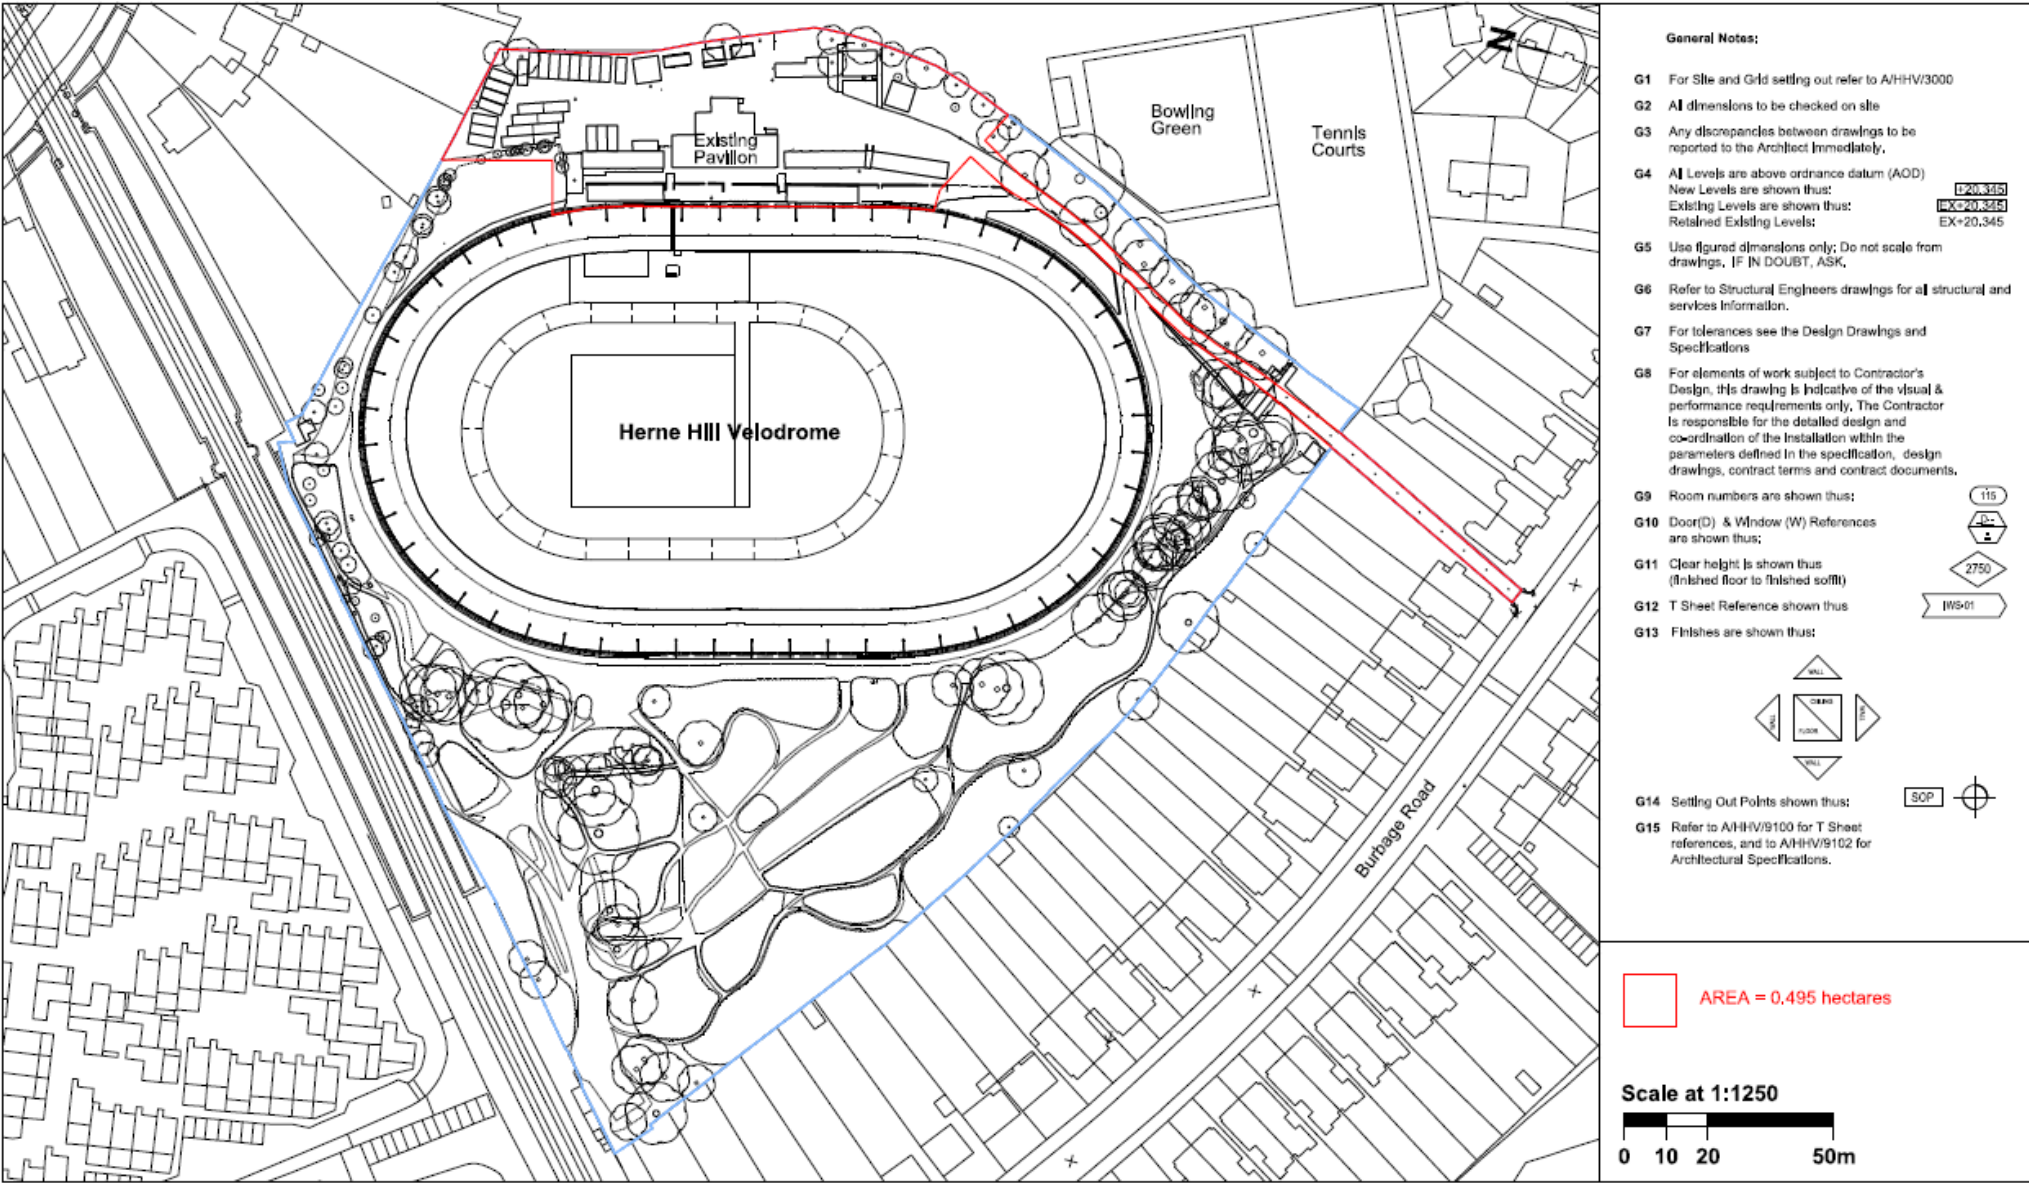 N
Existing
Pavilion
Bowling
Green
Tennis
Courts
Herne Hill Velodrome
Burbage Road
General Notes:
G1 For Site and Grid setting out refer to A/HHV/3000
G2 All dimensions to be checked on site
G3 Any discrepancies between drawings to be
reported to the Architect immediately.
G4 All Levels are above ordnance datum (AOD)
New Levels are shown thus: +20.345
Existing Levels are shown thus: EX+20.345
Retained Existing Levels: EX+20.345
G5 Use figured dimensions only: Do not scale from
drawings. IF IN DOUBT, ASK.
G6 Refer to Structural Engineers drawings for all structural and
services information.
G7 For tolerances see the Design Drawings and
Specifications
G8 For elements of work subject to Contractor's
Design, this drawing is indicative of the visual &
performance requirements only. The Contractor
is responsible for the detailed design and
co-ordination of the installation within the
parameters defined in the specification, design
drawings, contract terms and contract documents.
G9 Room numbers are shown thus: 115
G10 Door(D) & Window (W) References
are shown thus:
G11 Clear height is shown thus 2750
(finished floor to finished soffit)
G12 T Sheet Reference shown thus IWS-01
G13 Finishes are shown thus:
WALL
WALL
CEILING
FLOOR
WALL
WALL
G14 Setting Out Points shown thus: SOP
G15 Refer to A/HHV/9100 for T Sheet
references, and to A/HHV/9102 for
Architectural Specifications.
AREA = 0.495 hectares
Scale at 1:1250
0 10 20 50m